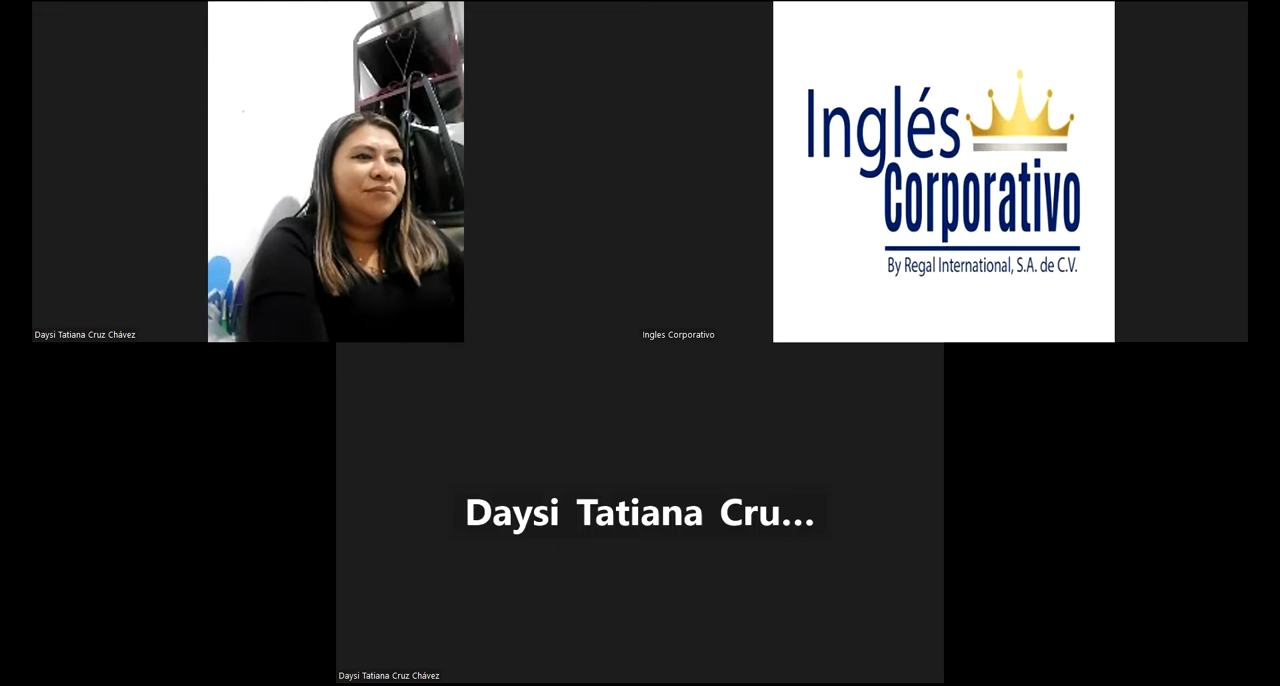 Inglés
Corporativo
By Regal International, S.A. de C.V.
Daysi Tatiana Cruz Chávez
Ingles Corporativo
Daysi Tatiana Cru...
Daysi Tatiana Cruz Chávez